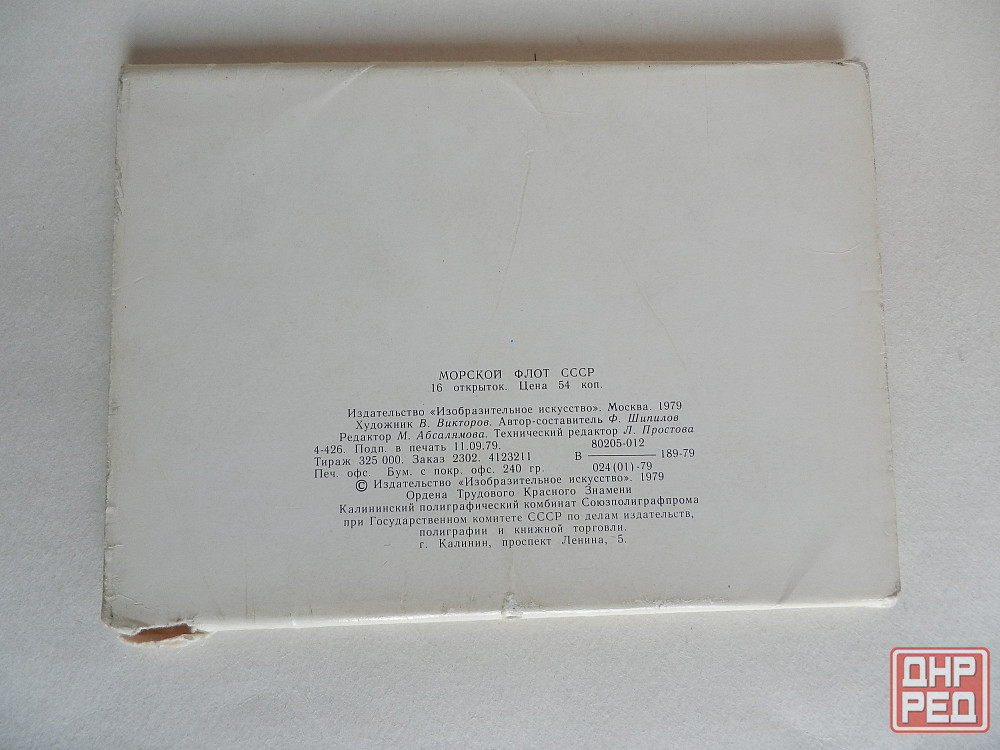 МОРСКОЙ ФЛОТ СССР
16 открыток. Цена 54 коп.
Издательство «Изобразительное искусство». Москва. 1979
Художник В. Викторов. Автор-составитель Ф. Шипилов
Редактор М. Абсалямова. Технический редактор Л. Простова
4-426. Подп. в печать 11.09.79. 80205-012
Тираж 325 000. Заказ 2302. 4123211 В ——— 189-79
Печ. офс. Бум. с покр. офс. 240 гр. 024(01)-79
© Издательство «Изобразительное искусство». 1979
Ордена Трудового Красного Знамени
Калининский полиграфический комбинат Союзполиграфпрома
при Государственном комитете СССР по делам издательств,
полиграфии и книжной торговли.
г. Калинин, проспект Ленина, 5.
ДНР
РЕД